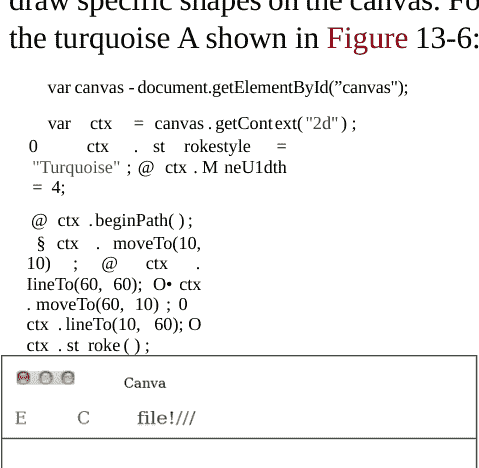 draw specific shapes on the canvas. Fo
the turquoise A shown in Figure 13-6:
var canvas - document.getElementById(”canvas");
var ctx = canvas . getContext( "2d" ) ;
0 ctx . st rokestyle =
"Turquoise" ; @ ctx . M neU1dth
= 4;
@ ctx . beginPath( ) ;
§ ctx . moveTo(10,
10) ; @ ctx .
IineTo(60, 60); O• ctx
. moveTo(60, 10) ; 0
ctx . lineTo(10, 60); O
ctx . st roke ( ) ;
Canva
E C file!///